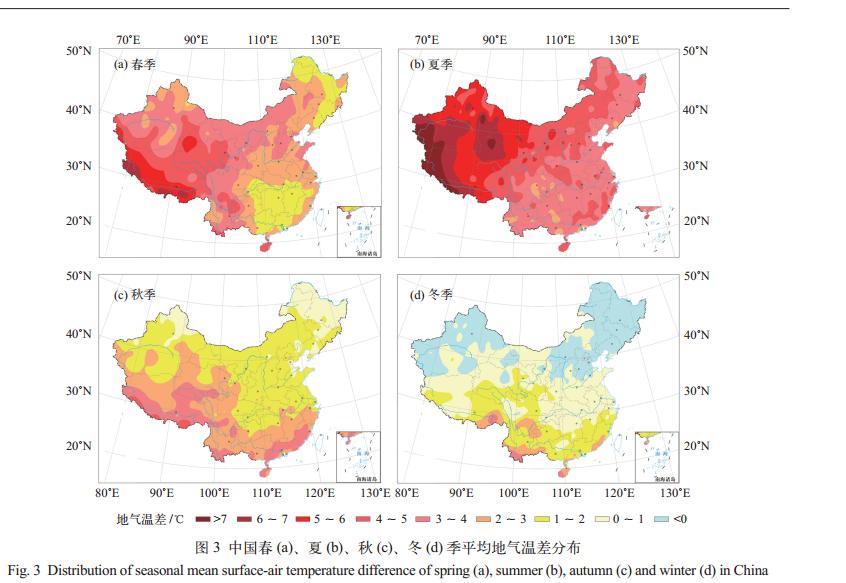 70°E 90°E 110°E 130°E 70°E 90°E 110°E 130°E
50°N (a) 春季 (b) 夏季 50°N
40°N 40°N
30°N 30°N
20°N 20°N
南海
南海诸岛
50°N (c) 秋季 (d) 冬季 50°N
40°N 40°N
30°N 30°N
20°N 20°N
南海 南海
南海诸岛 南海诸岛
80°E 90°E 100°E 110°E 120°E 130°E 80°E 90°E 100°E 110°E 120°E 130°E
地气温差/℃ >7 6~7 5~6 4~5 3~4 2~3 1~2 0~1 <0
图 3 中国春 (a)、夏 (b)、秋 (c)、冬 (d) 季平均地气温差分布
Fig. 3 Distribution of seasonal mean surface-air temperature difference of spring (a), summer (b), autumn (c) and winter (d) in China